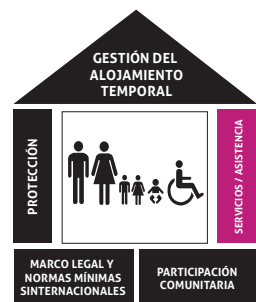 GESTIÓN DEL
ALOJAMIENTO
TEMPORAL
PROTECCIÓN
SERVICIOS / ASISTENCIA
MARCO LEGAL Y
NORMAS MÍNIMAS
SINTERNACIONALES
PARTICIPACIÓN
COMUNITARIA